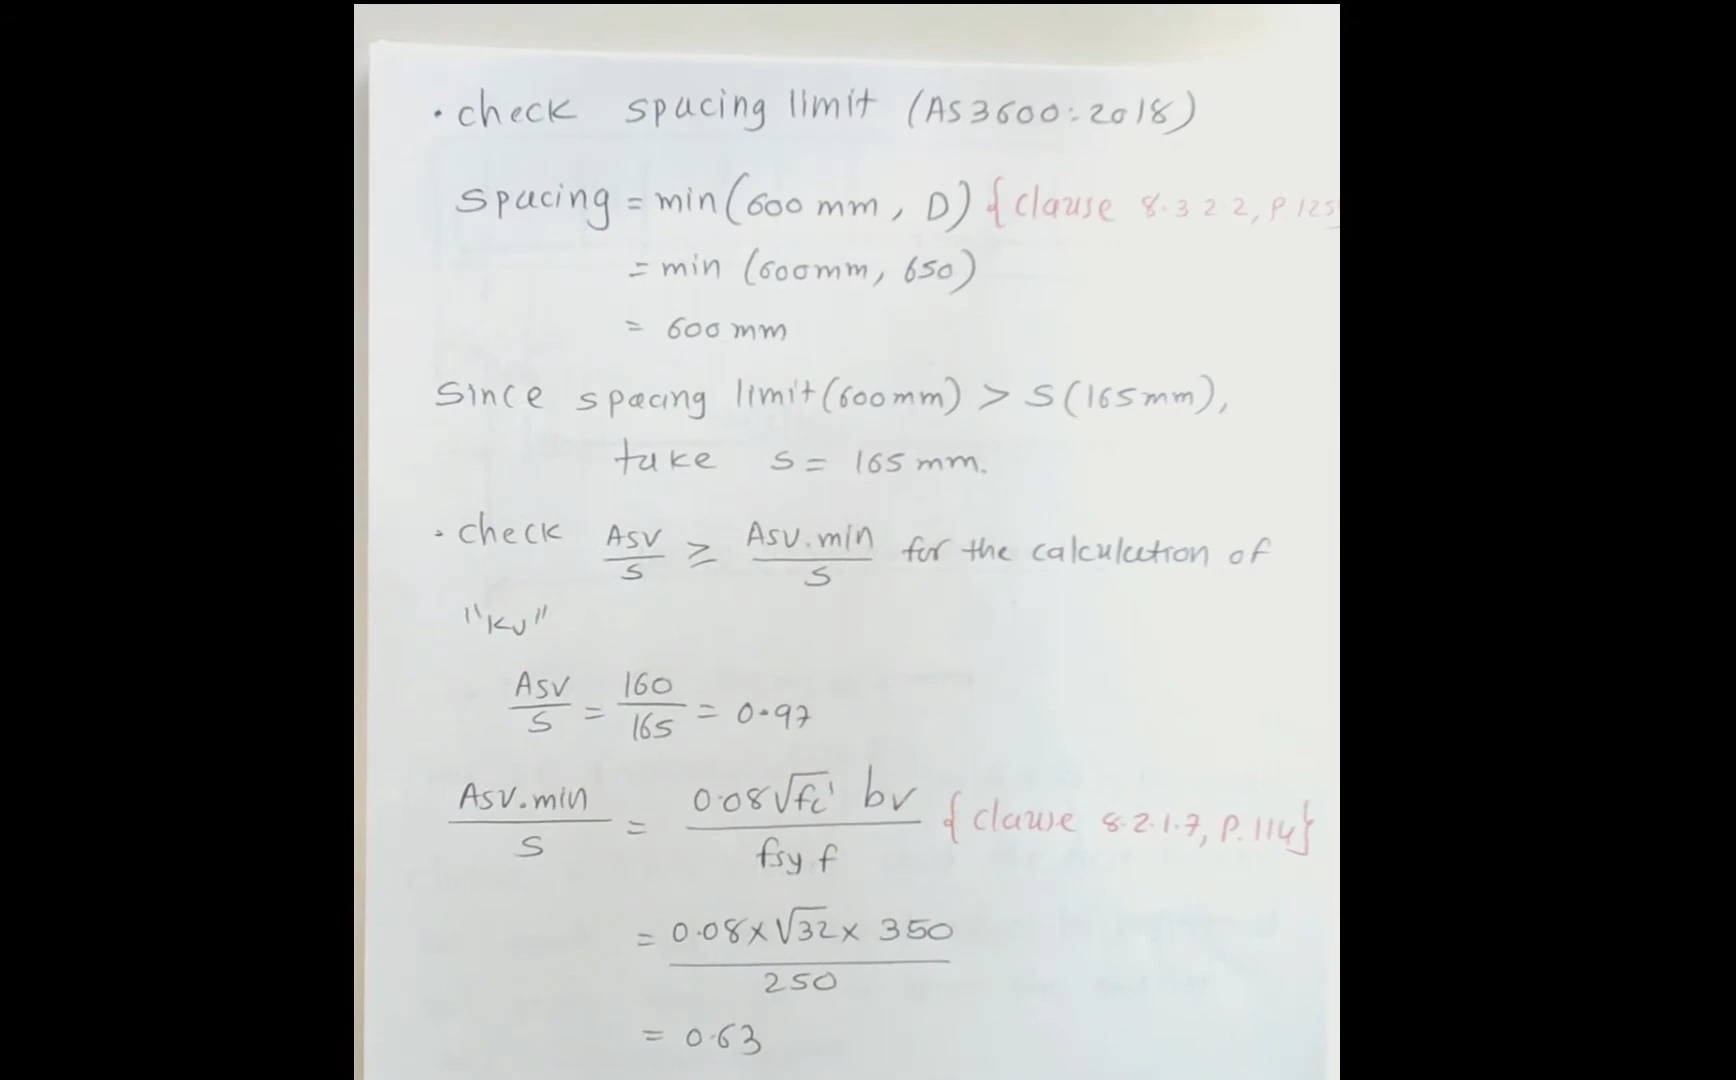 • check spacing limit (AS3600:2018)
spacing = min(600 mm, D) {clause 8.3 2.2, P.125
= min (600mm, 650)
= 600 mm
Since spacing limit(600mm) > S(165mm),
take S = 165 mm.
• check Asv/S ≥ Asv.min/S for the calculation of
"Kv"
Asv/S = 160/165 = 0.97
Asv.min/S = 0.08√fc' bv/fsy.f {clause 8.2.1.7, P.114}
= 0.08×√32× 350/250
= 0.63